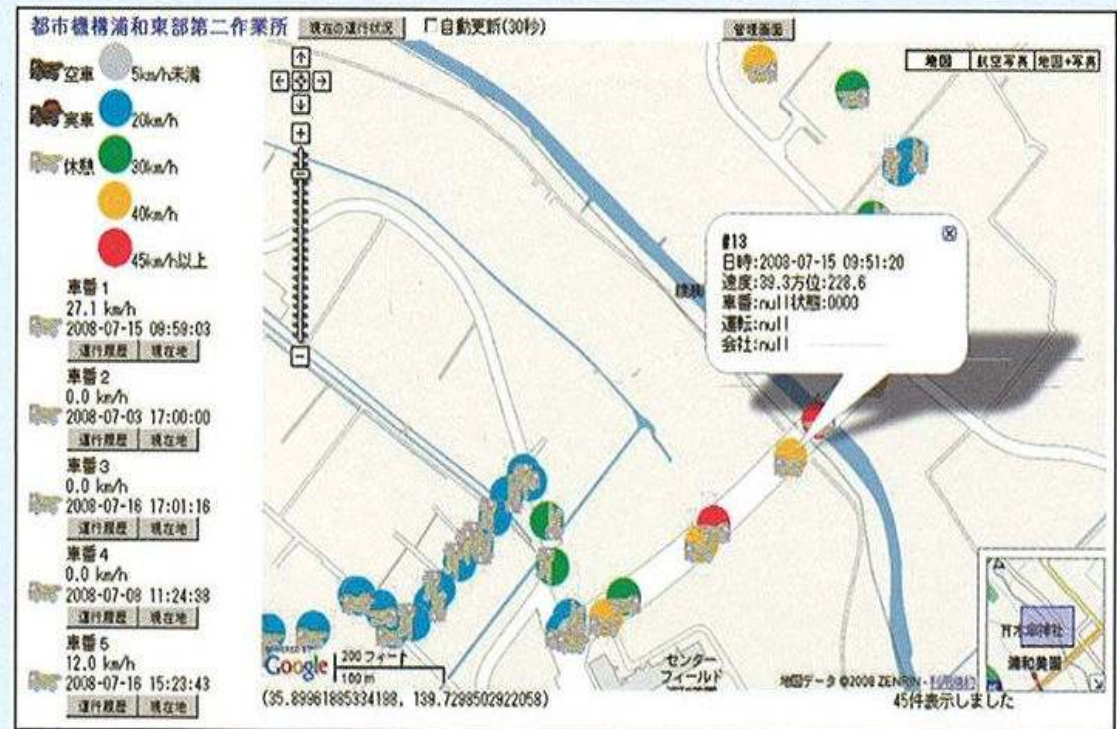 都市機構浦和東部第二作業所 現在の運行状況 自動更新(30秒) 管理画面
地図 航空写真 地図+写真
空車 5km/h未満
実車 20km/h
休憩 30km/h
40km/h
45km/h以上
車番1
27.1 km/h
2008-07-15 09:59:03
運行履歴 現在地
車番2
0.0 km/h
2008-07-03 17:00:00
運行履歴 現在地
車番3
0.0 km/h
2008-07-16 17:01:16
運行履歴 現在地
車番4
0.0 km/h
2008-07-08 11:24:38
運行履歴 現在地
車番5
12.0 km/h
2008-07-16 15:23:43
運行履歴 現在地
#13
日時:2008-07-15 09:51:20
速度:39.3方位:228.6
車番:null状態:0000
運転:null
会社:null
センター
フィールド
浦和美園
Google
200 フィート
100 m
地図データ ©2008 ZENRIN - 利用規約
(35.89961885334198, 139.7298502922058)
45件表示しました